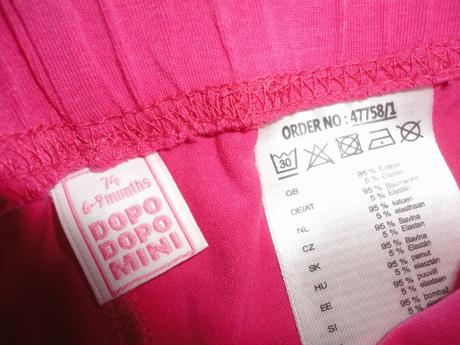 74
6-9 months
DOPO
DOPO
MINI
ORDER NO: 47758/1
30
GB 95 % Cotton
5 % Elastan
DE/AT 95 % Baumwolle
5 % Elastan
NL 95 % katoen
5 % elasthaan
CZ 95 % Bavlna
5 % Elastan
SK 95 % Bavlna
5 % Elastán
HU 95 % pamut
5 % elasztán
EE 95 % puuvill
5 % elastaan
SI 95 % bombaž